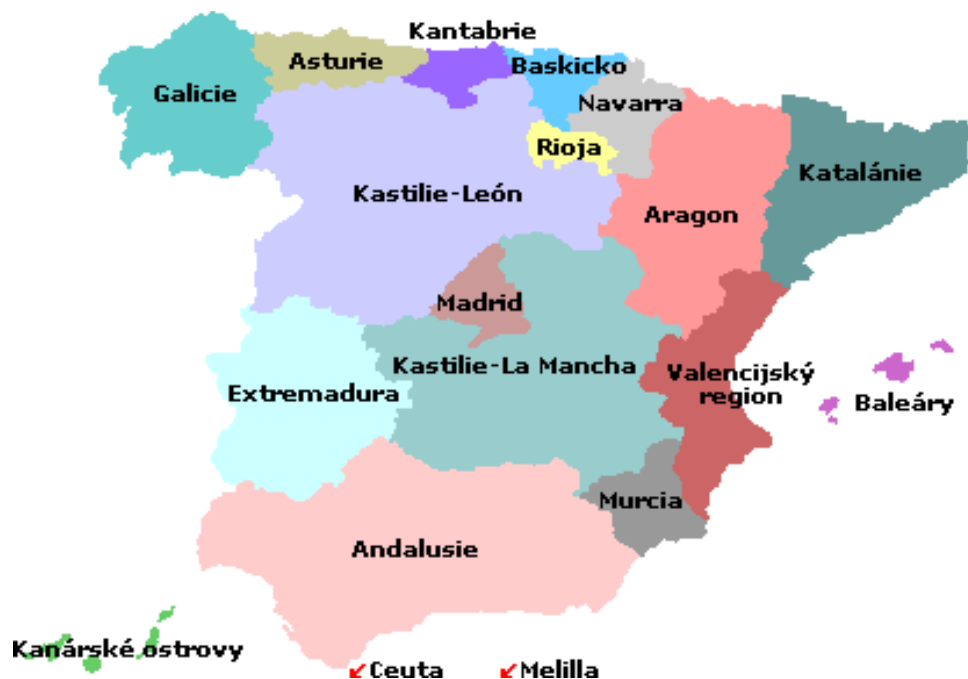 Kantabrie
Asturie
Baskicko
Galicie
Navarra
Rioja
Katalánie
Kastilie-León
Aragon
Madrid
Kastilie-La Mancha
Valencijský
region
Extremadura
Baleáry
Murcia
Andalusie
Kanárské ostrovy
Ceuta
Melilla